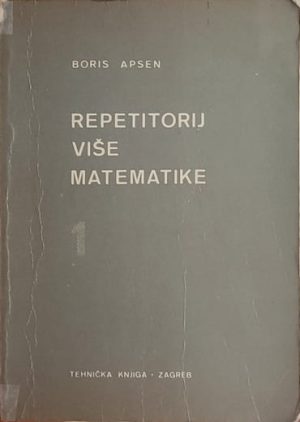 BORIS APSEN
REPETITORIJ
VIŠE
MATEMATIKE
1
TEHNIČKA KNJIGA • ZAGREB